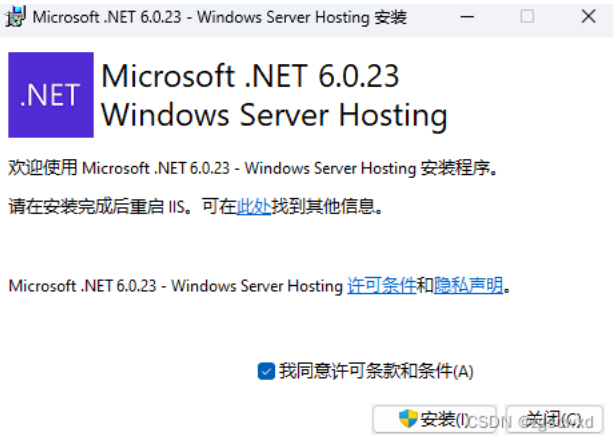 Microsoft .NET 6.0.23 - Windows Server Hosting 安装
.NET
Microsoft .NET 6.0.23
Windows Server Hosting
欢迎使用 Microsoft .NET 6.0.23 - Windows Server Hosting 安装程序。
请在安装完成后重启 IIS。可在此处找到其他信息。
Microsoft .NET 6.0.23 - Windows Server Hosting 许可条件和隐私声明。
我同意许可条款和条件(A)
安装(I)
关闭(C)